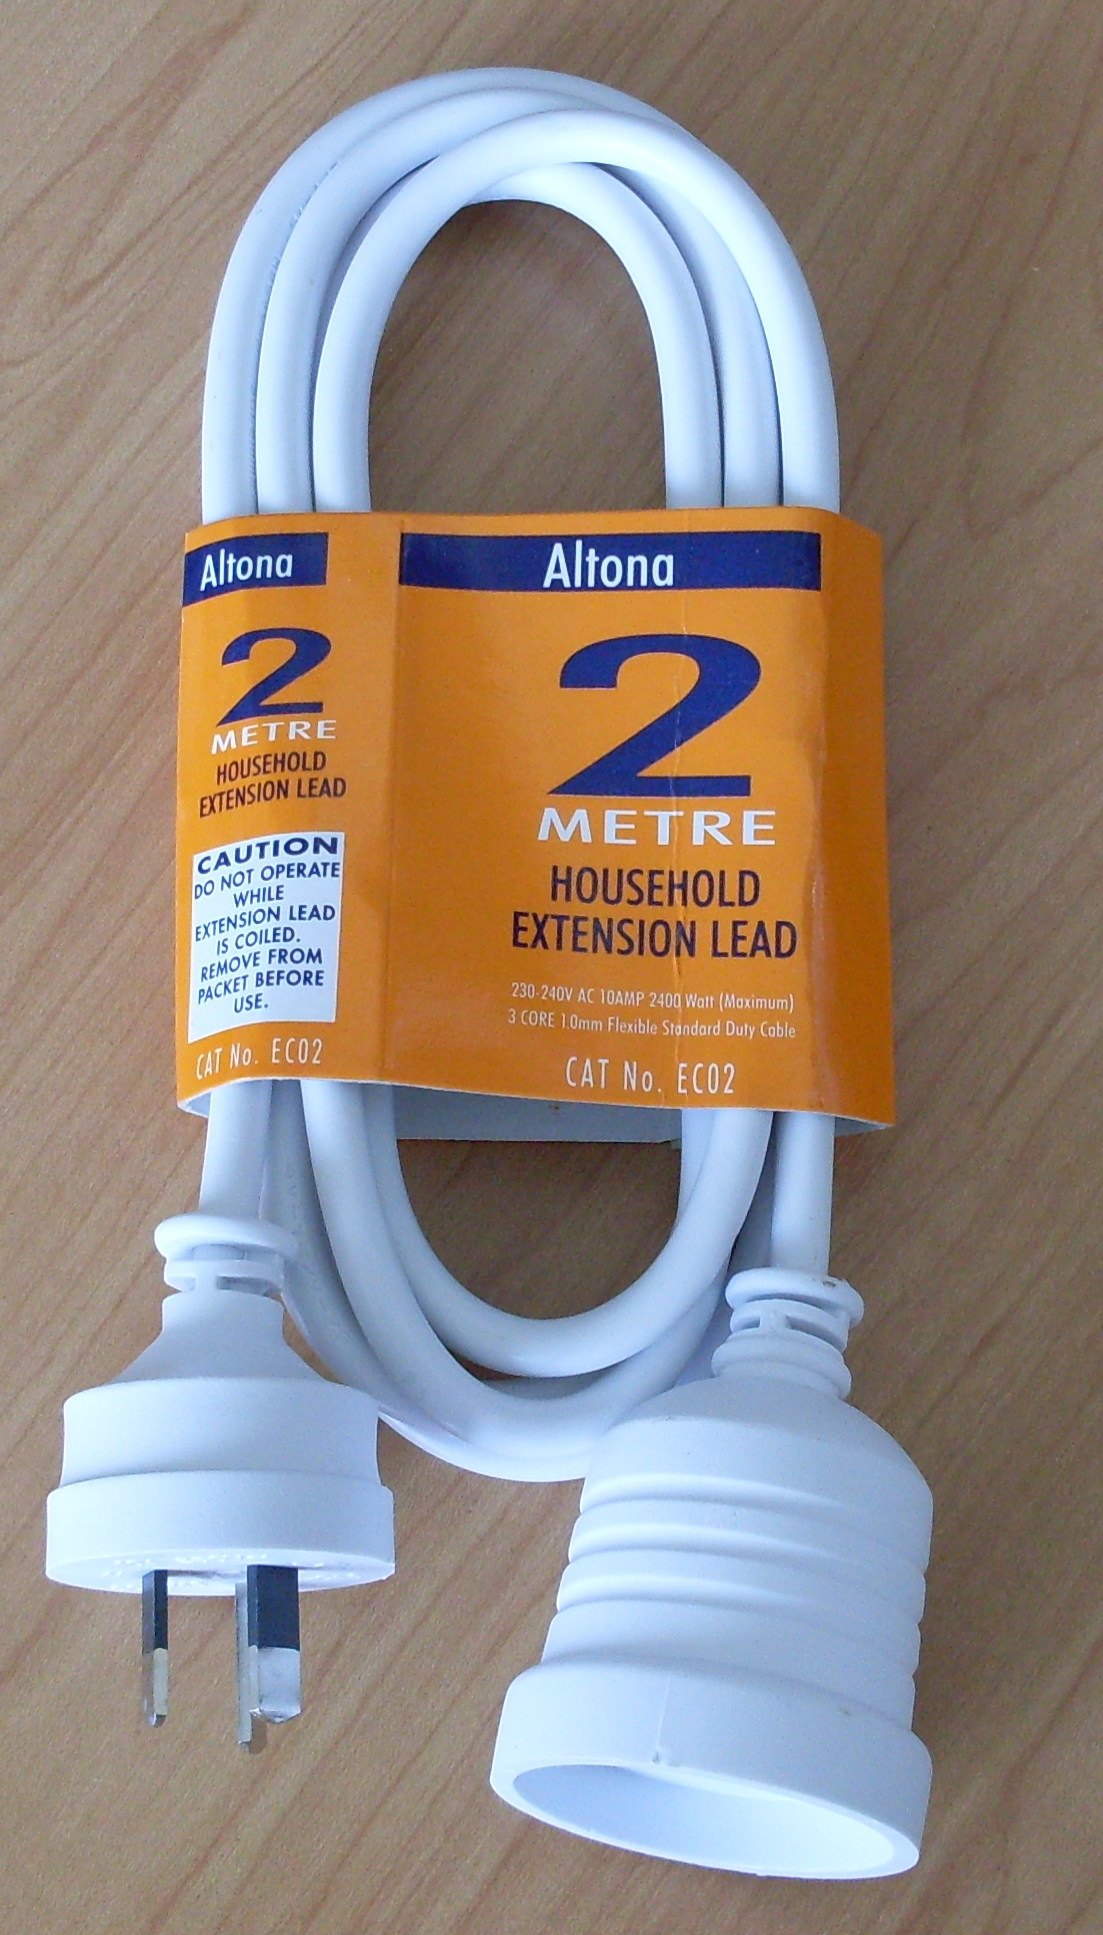 Altona
2
METRE
HOUSEHOLD
EXTENSION LEAD
CAUTION
DO NOT OPERATE
WHILE
EXTENSION LEAD
IS COILED.
REMOVE FROM
PACKET BEFORE
USE.
CAT No. EC02
Altona
2
METRE
HOUSEHOLD
EXTENSION LEAD
230-240V AC 10AMP 2400 Watt (Maximum)
3 CORE 1.0mm Flexible Standard Duty Cable
CAT No. EC02